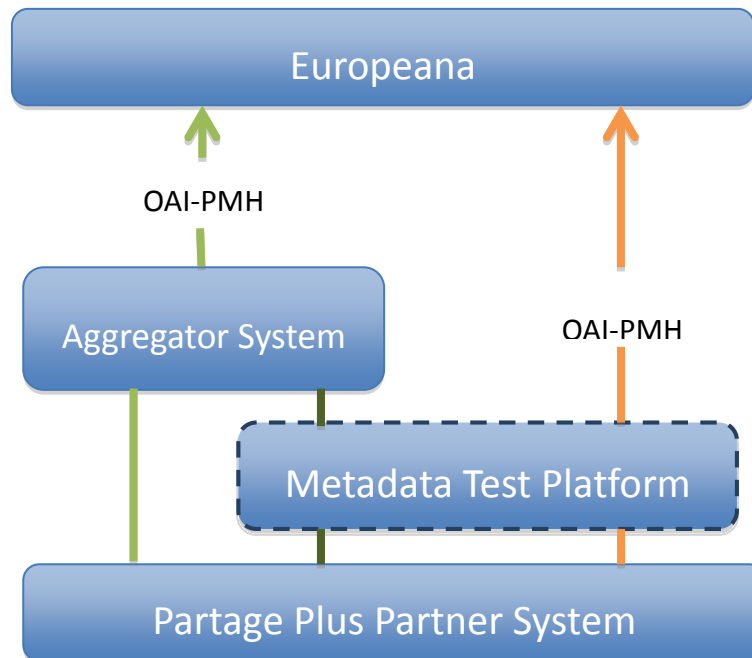 Europeana
OAI-PMH
Aggregator System
OAI-PMH
Metadata Test Platform
Partage Plus Partner System